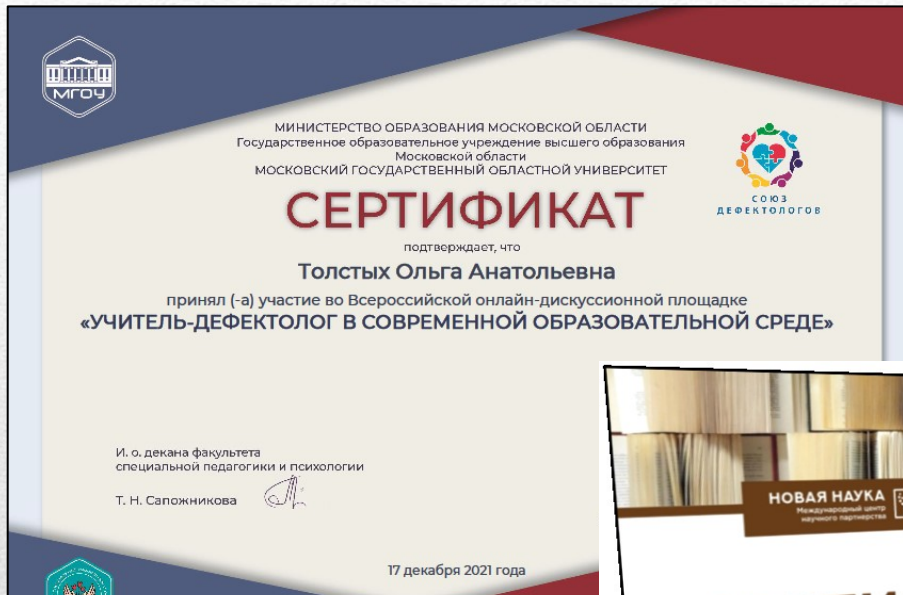 МГОУ
МИНИСТЕРСТВО ОБРАЗОВАНИЯ МОСКОВСКОЙ ОБЛАСТИ
Государственное образовательное учреждение высшего образования
Московской области
МОСКОВСКИЙ ГОСУДАРСТВЕННЫЙ ОБЛАСТНОЙ УНИВЕРСИТЕТ
СОЮЗ
ДЕФЕКТОЛОГОВ
СЕРТИФИКАТ
подтверждает, что
Толстых Ольга Анатольевна
принял (-а) участие во Всероссийской онлайн-дискуссионной площадке
«УЧИТЕЛЬ-ДЕФЕКТОЛОГ В СОВРЕМЕННОЙ ОБРАЗОВАТЕЛЬНОЙ СРЕДЕ»
И. о. декана факультета
специальной педагогики и психологии
Т. Н. Сапожникова
17 декабря 2021 года
НОВАЯ НАУКА
Международный центр
научного партнерства